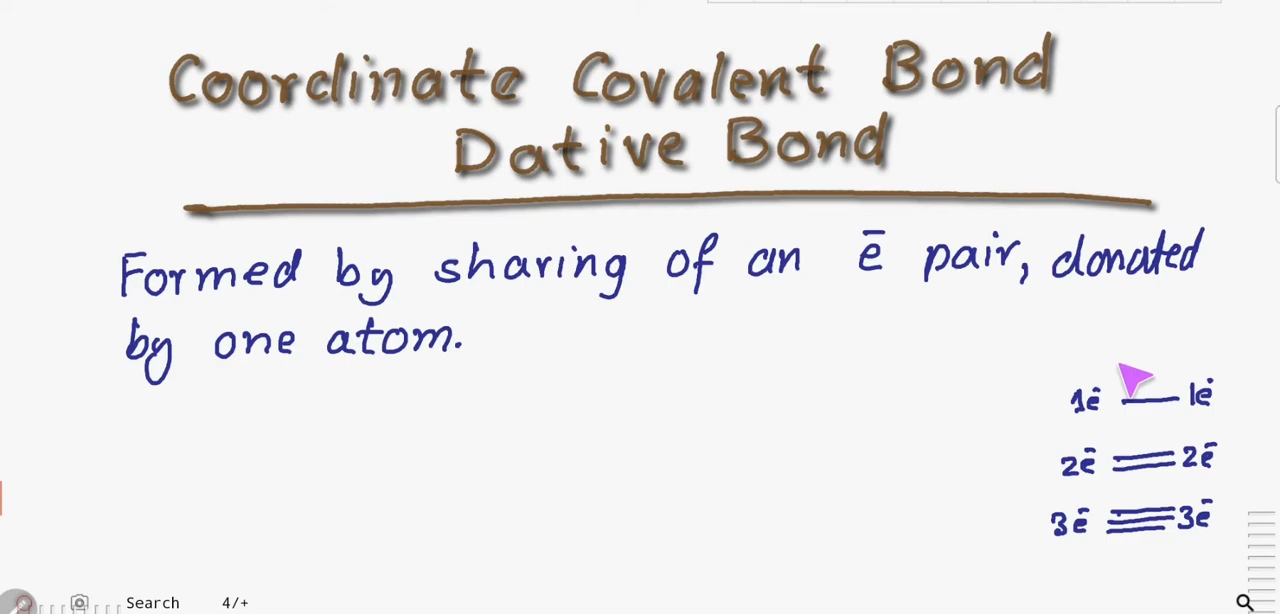 Coordinate Covalent Bond
Dative Bond
Formed by sharing of an ē pair, donated
by one atom.
1ē — 1ē
2ē = 2ē
3ē ≡ 3ē
Search 4/+